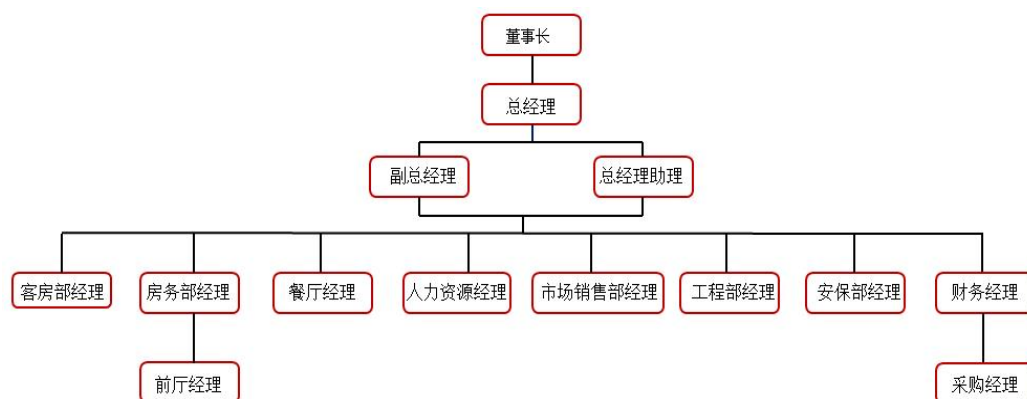 董事长
总经理
副总经理
总经理助理
客房部经理
房务部经理
餐厅经理
人力资源经理
市场销售部经理
工程部经理
安保部经理
财务经理
前厅经理
采购经理